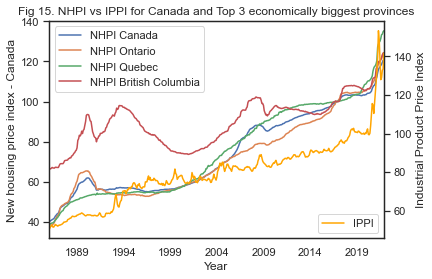 Fig 15. NHPI vs IPPI for Canada and Top 3 economically biggest provinces
New housing price index - Canada
140
120
100
80
60
40
NHPI Canada
NHPI Ontario
NHPI Quebec
NHPI British Columbia
IPPI
140
120
100
80
60
Industrial Product Price Index
1989
1994
1999
2004
2009
2014
2019
Year